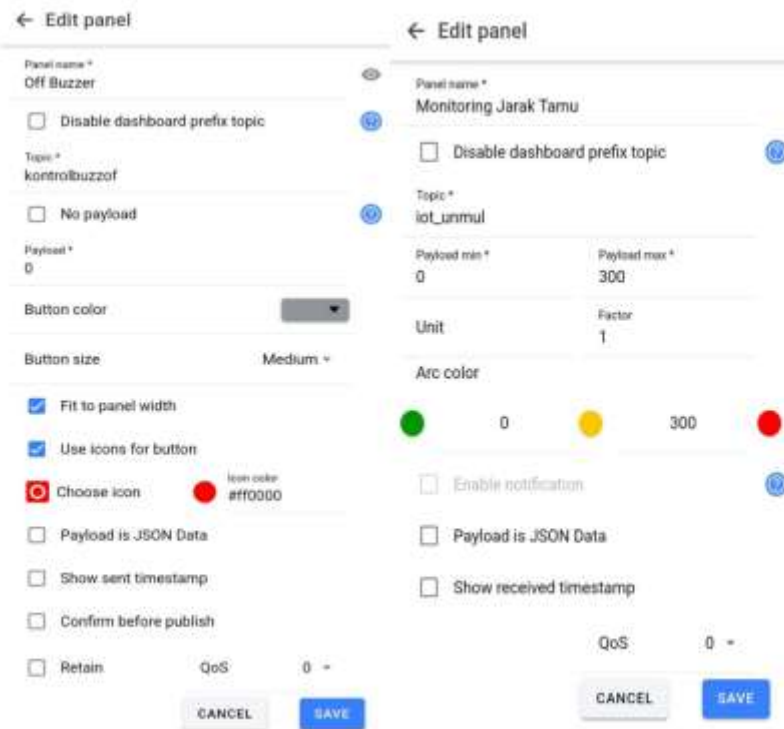 ← Edit panel
Panel name *
Off Buzzer
Disable dashboard prefix topic
Topic *
kontrolbuzzof
No payload
Payload *
0
Button color
Button size Medium
Fit to panel width
Use icons for button
Choose icon
Icon color
#ff0000
Payload is JSON Data
Show sent timestamp
Confirm before publish
Retain QoS 0
CANCEL SAVE
← Edit panel
Panel name *
Monitoring Jarak Tamu
Disable dashboard prefix topic
Topic *
iot_unmul
Payload min * Payload max *
0 300
Unit
Factor
1
Arc color
0 300
Enable notification
Payload is JSON Data
Show received timestamp
QoS 0
CANCEL SAVE